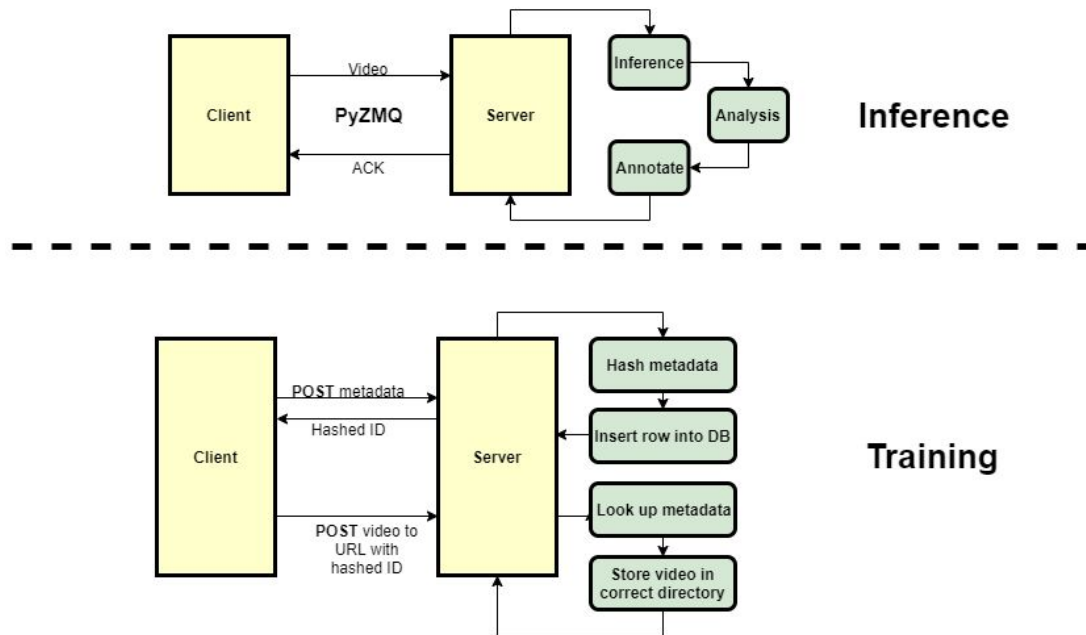 Inference
Video
Client
PyZMQ
Server
Analysis
Inference
ACK
Annotate
Hash metadata
POST metadata
Hashed ID
Insert row into DB
Client
Server
Training
Look up metadata
POST video to
URL with
hashed ID
Store video in
correct directory